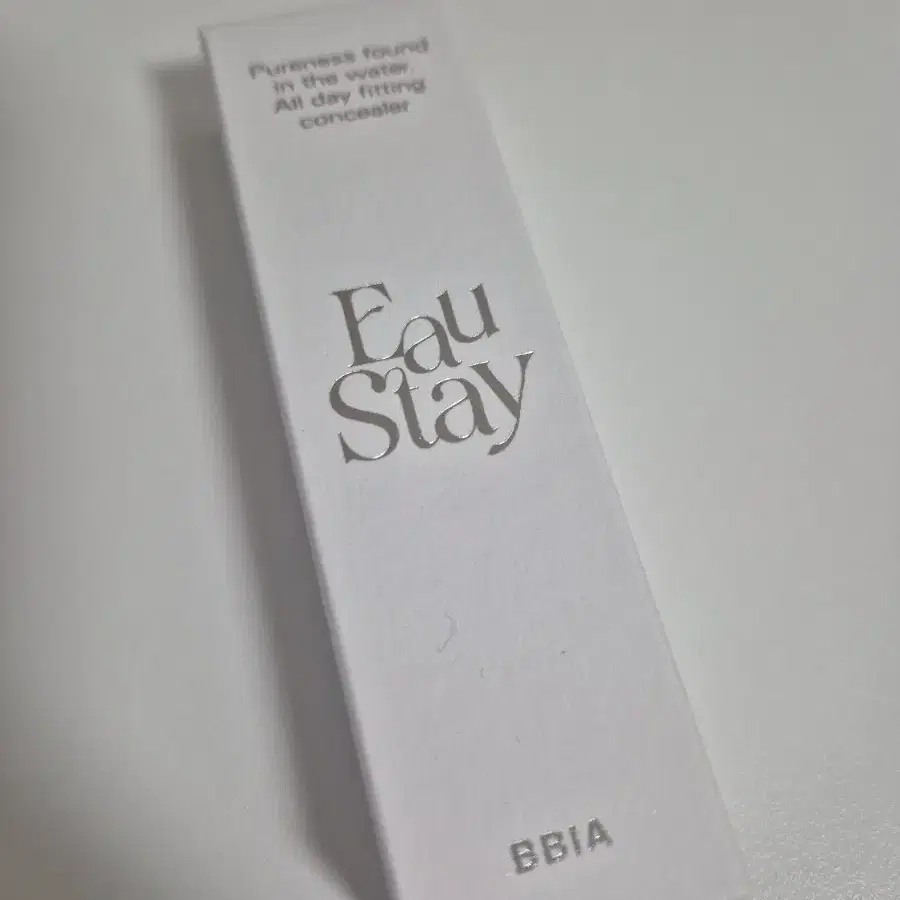 Pureness found
in the water.
All day fitting
concealer
Eau
Stay
BBIA